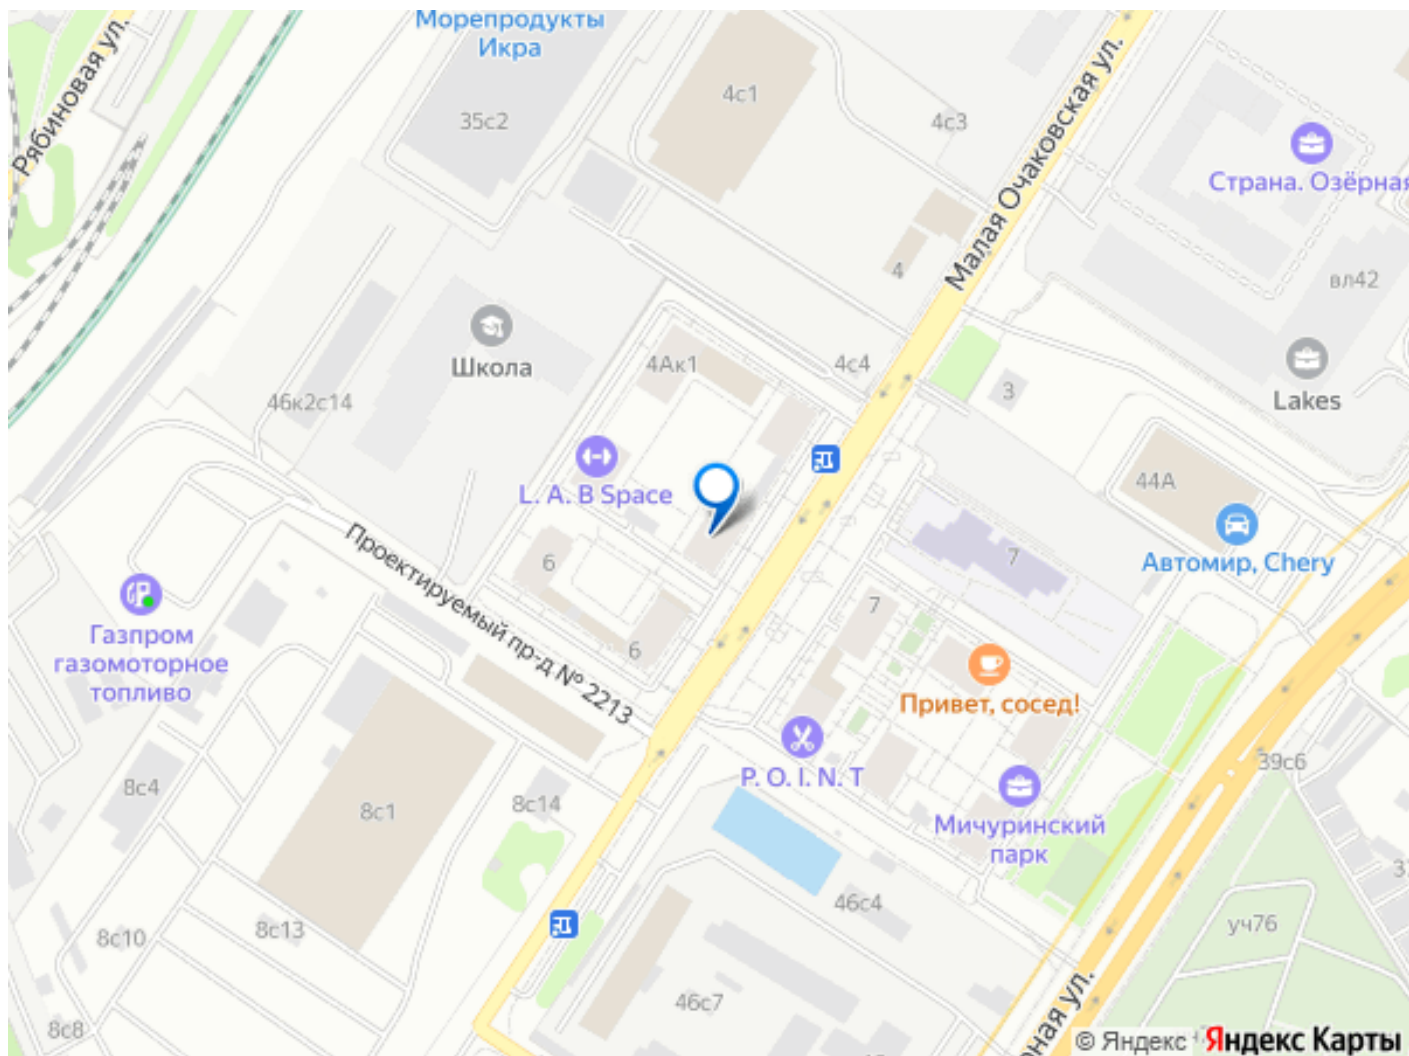 Морепродукты
Икра
Рябиновая ул.
35с2
4с1
4с3
Малая Очаковская ул.
Страна. Озёрная
4
вл42
Школа
4Ак1
4с4
3
Lakes
46к2с14
L. A. B Space
44А
Автомир, Chery
Проектируемый пр-д № 2213
6
7
7
6
Газпром
газомоторное
топливо
Привет, сосед!
P. O. I. N. T
39с6
8с4
8с1
8с14
Мичуринский
парк
46с4
уч76
8с10
8с13
46с7
8с8
ная ул.
© Яндекс Яндекс Карты